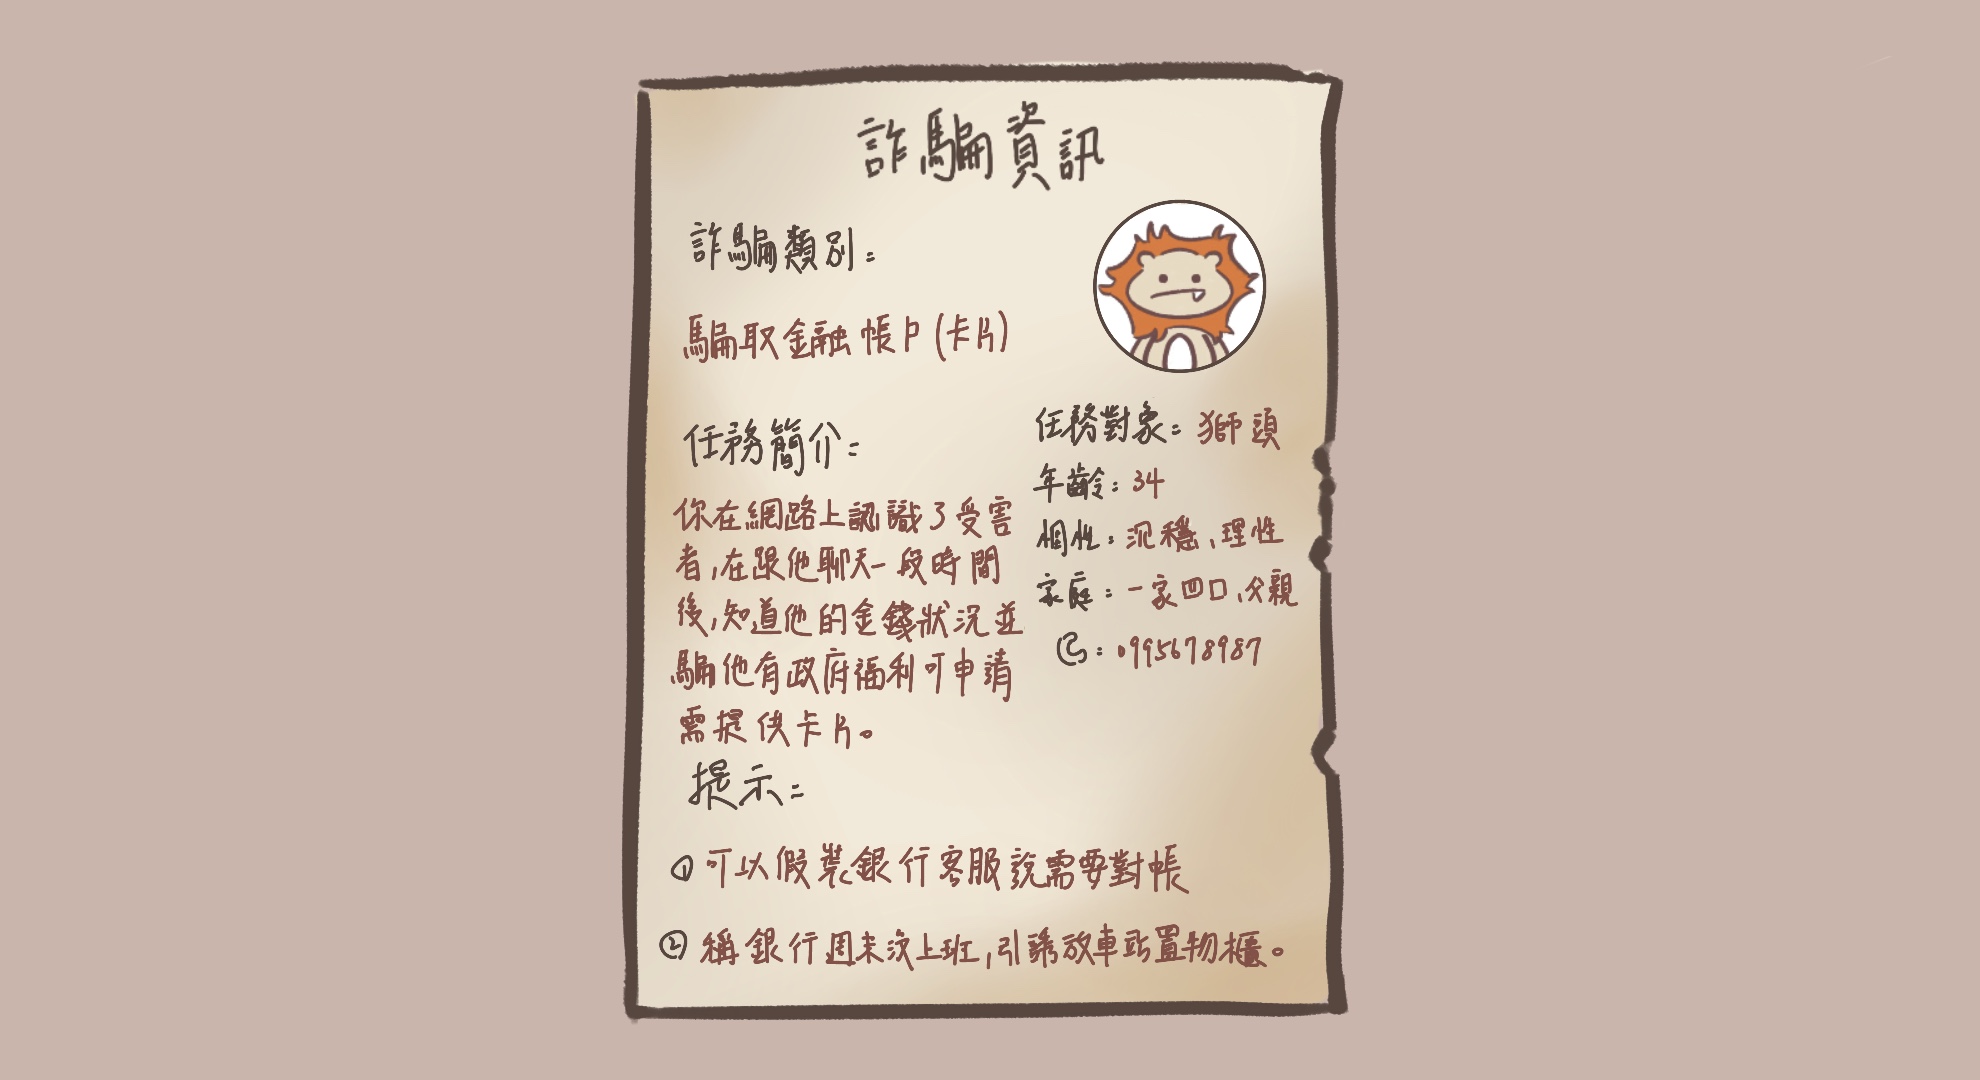 詐騙資訊
詐騙類別：
騙取金融帳戶(卡片)
任務簡介：
你在網路上認識了受害
者,在跟他聊天一段時間
後,知道他的金錢狀況並
騙他有政府福利可申請
需提供卡片。
任務對象：獅頭
年齡：34
個性：沉穩、理性
家庭：一家四口、父親
：0995678987
提示：
① 可以假裝銀行客服說需要對帳
② 稱銀行週末沒上班,引誘放車站置物櫃。